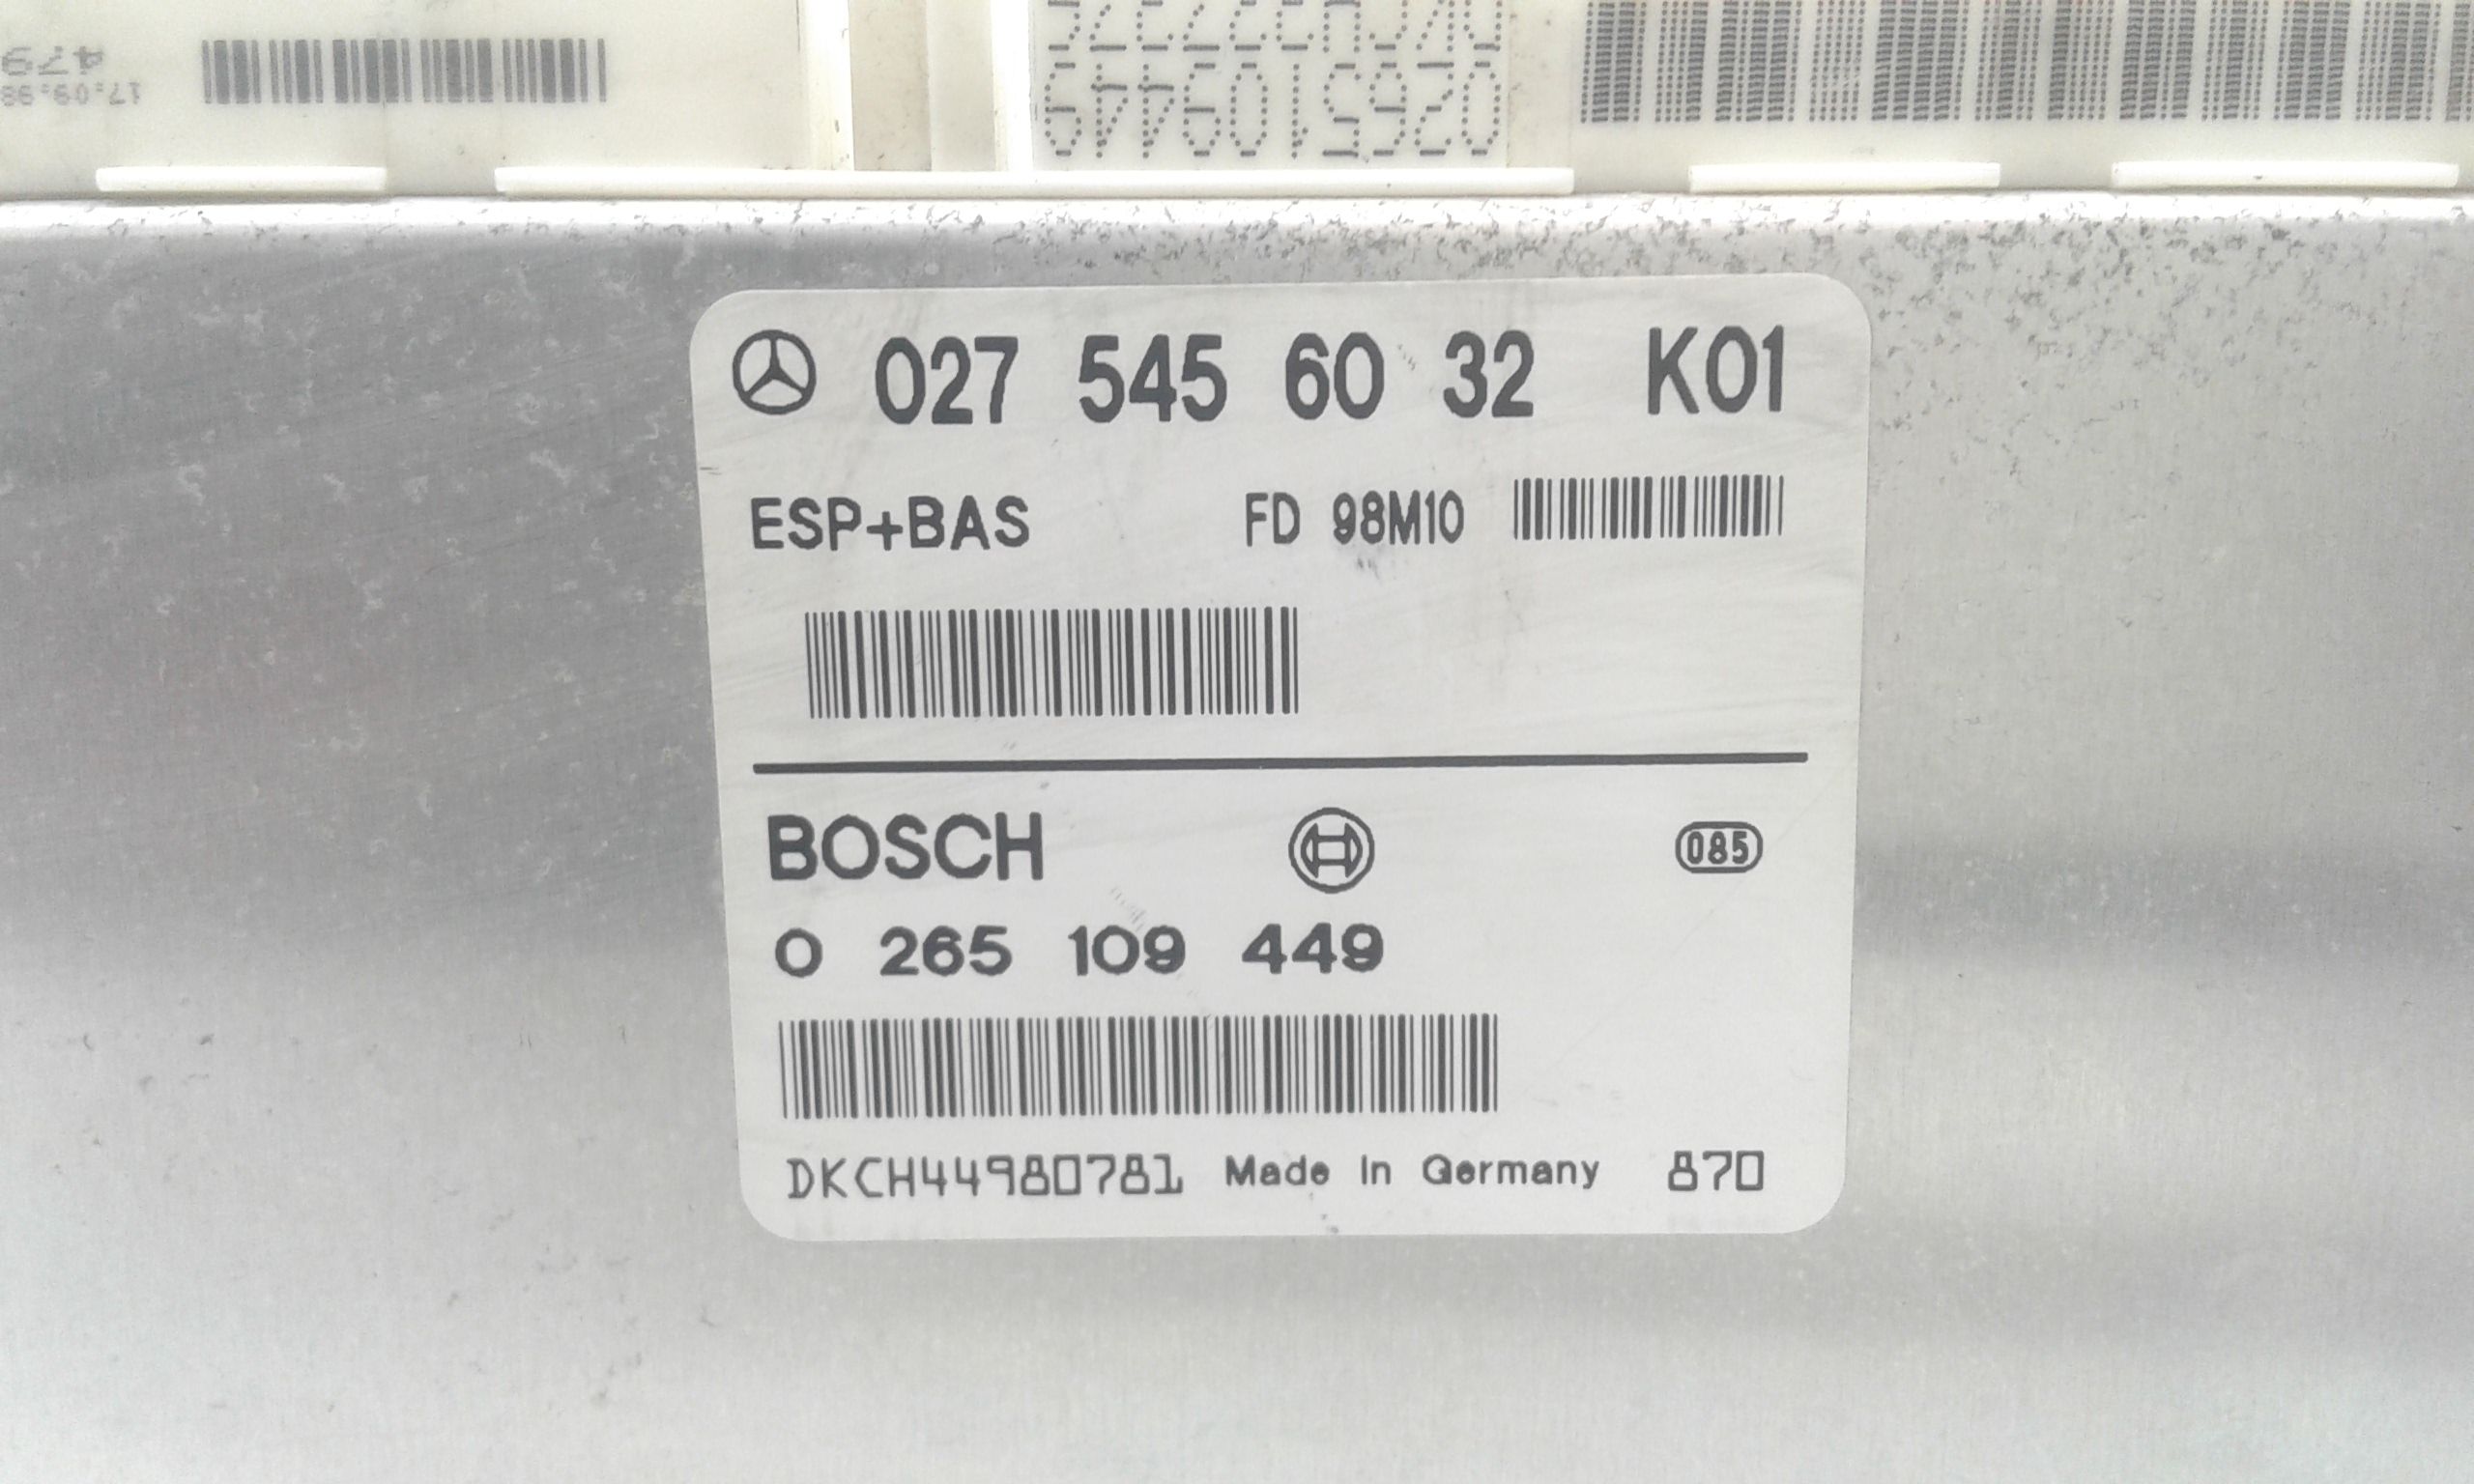 479
17.09.98
0265109449
027 545 60 32 K01
ESP+BAS FD 98M10
BOSCH 085
0 265 109 449
DKCH44980781 Made In Germany 870